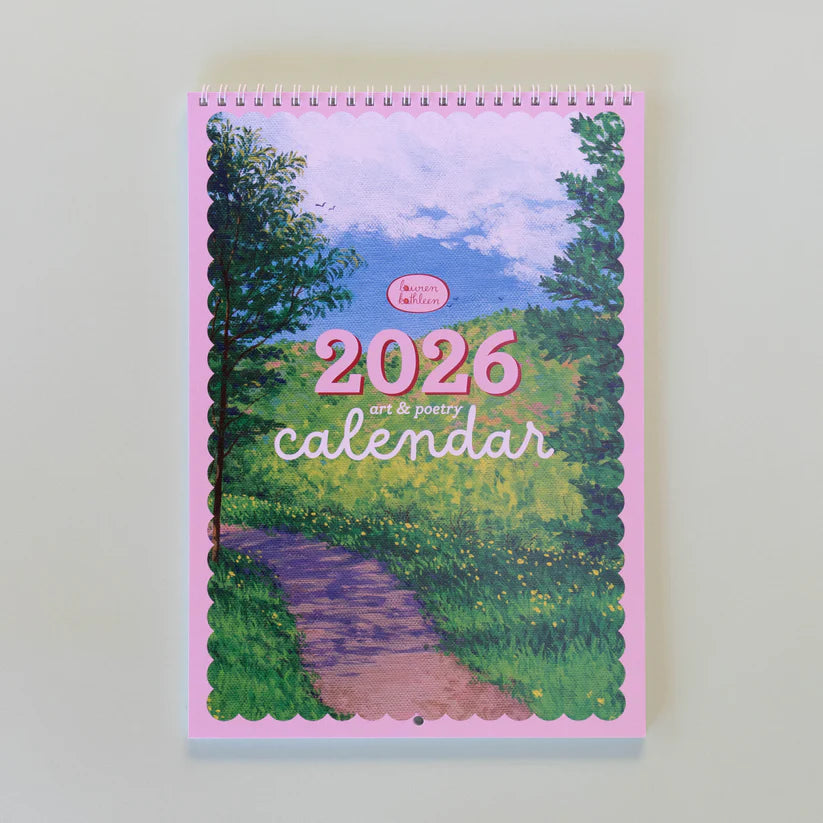 lauren
kathleen
2026
art & poetry
calendar